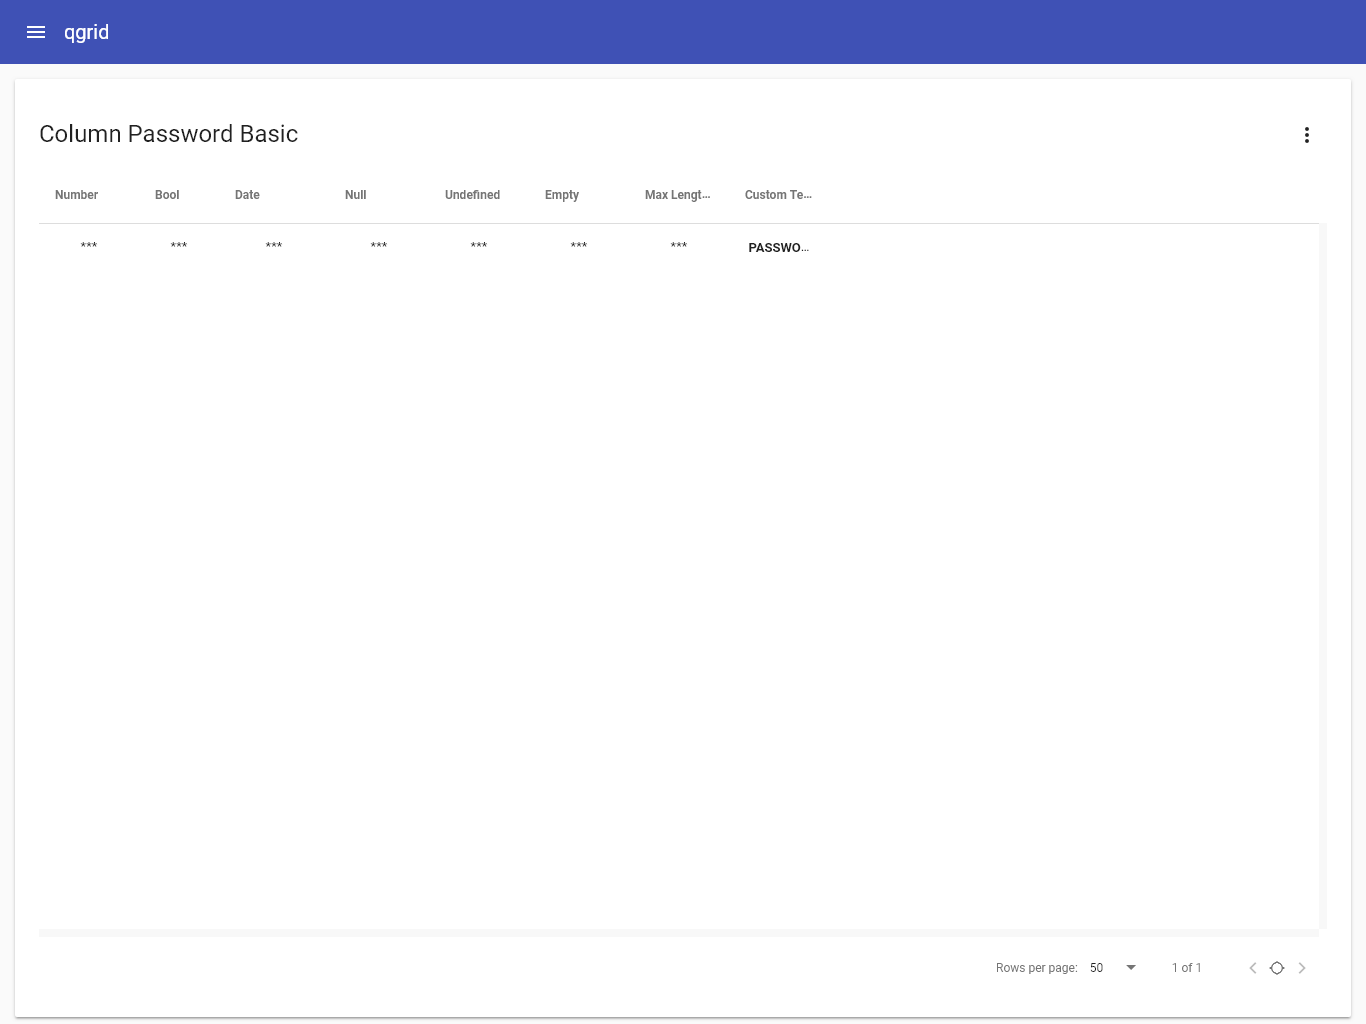 qgrid
Column Password Basic
Number Bool Date Null Undefined Empty Max Lengt... Custom Te...
*** *** *** *** *** *** *** PASSWO...
Rows per page: 50 1 of 1